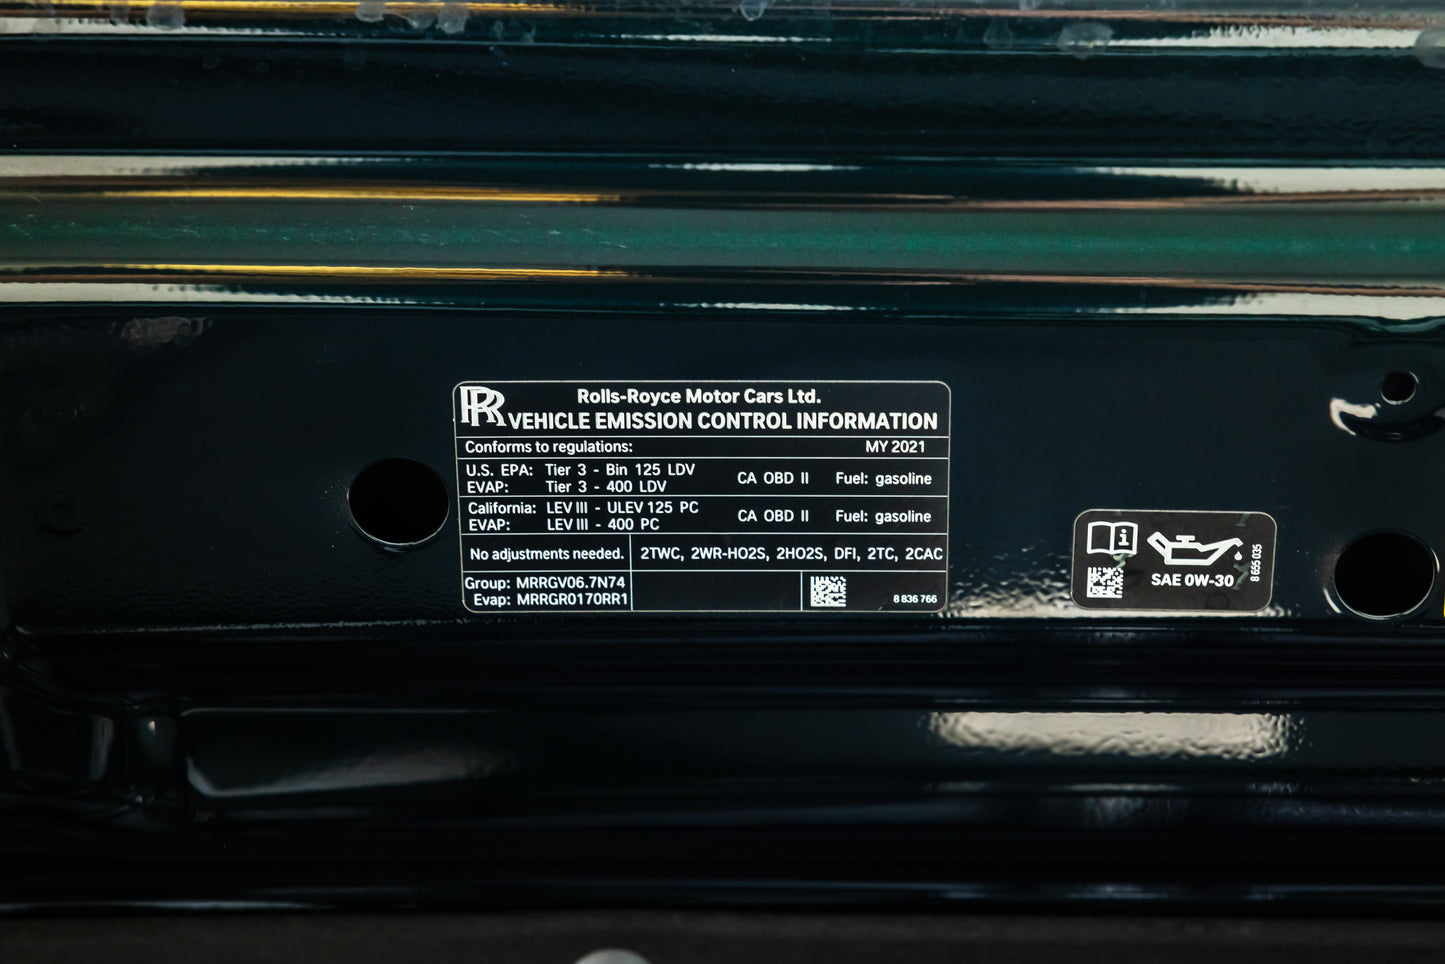 RR
Rolls-Royce Motor Cars Ltd.
VEHICLE EMISSION CONTROL INFORMATION
Conforms to regulations: MY 2021
U.S. EPA: Tier 3 - Bin 125 LDV
EVAP: Tier 3 - 400 LDV
CA OBD II Fuel: gasoline
California: LEV III - ULEV 125 PC
EVAP: LEV III - 400 PC
CA OBD II Fuel: gasoline
No adjustments needed. 2TWC, 2WR-HO2S, 2HO2S, DFI, 2TC, 2CAC
Group: MRRGV06.7N74
Evap: MRRGR0170RR1
8 836 766
i
SAE 0W-30
8 655 035